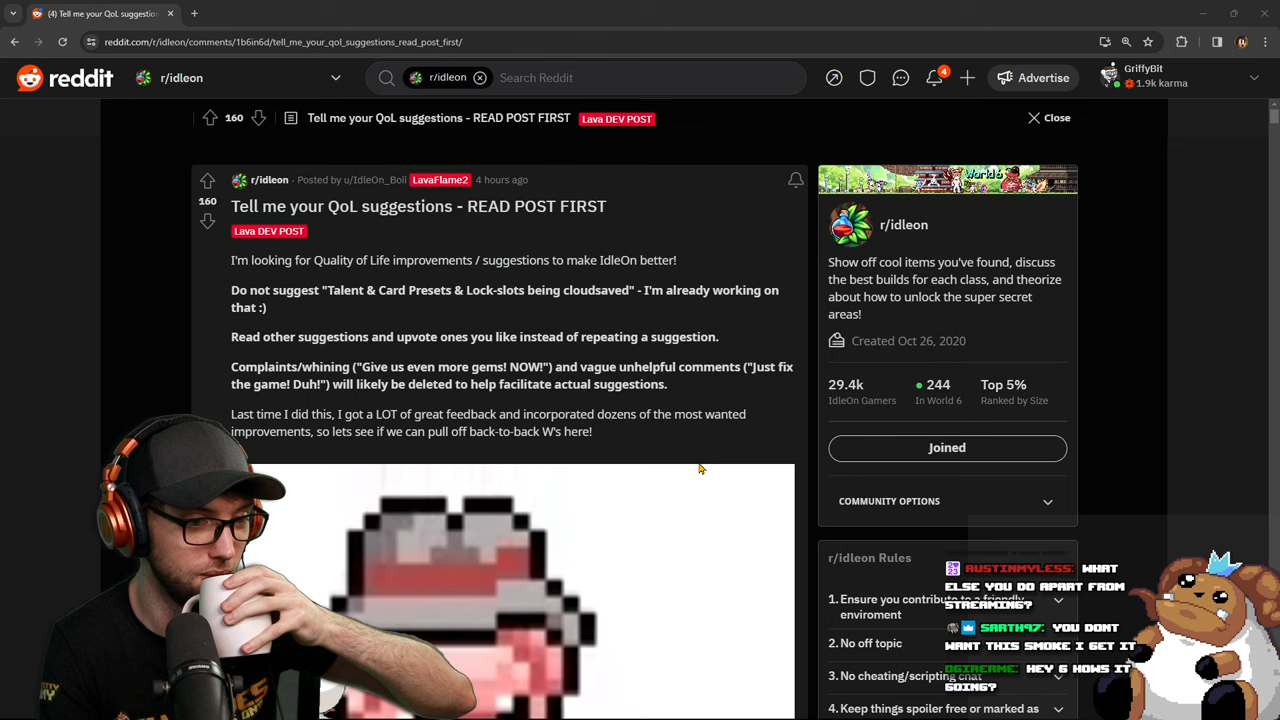 (4) Tell me your QoL suggestion
reddit.com/r/idleon/comments/1b6in6d/tell_me_your_qol_suggestions_read_post_first/
reddit
r/idleon
r/idleon
Search Reddit
4
Advertise
GriffyBit
1.9k karma
160
Tell me your QoL suggestions - READ POST FIRST
Lava DEV POST
Close
r/idleon · Posted by u/IdleOn_Boii LavaFlame2 4 hours ago
160
Tell me your QoL suggestions - READ POST FIRST
Lava DEV POST
I'm looking for Quality of Life improvements / suggestions to make IdleOn better!
Do not suggest "Talent & Card Presets & Lock-slots being cloudsaved" - I'm already working on
that :)
Read other suggestions and upvote ones you like instead of repeating a suggestion.
Complaints/whining ("Give us even more gems! NOW!") and vague unhelpful comments ("Just fix
the game! Duh!") will likely be deleted to help facilitate actual suggestions.
Last time I did this, I got a LOT of great feedback and incorporated dozens of the most wanted
improvements, so lets see if we can pull off back-to-back W's here!
World 6
r/idleon
Show off cool items you've found, discuss
the best builds for each class, and theorize
about how to unlock the super secret
areas!
Created Oct 26, 2020
29.4k
IdleOn Gamers
244
In World 6
Top 5%
Ranked by Size
Joined
COMMUNITY OPTIONS
r/idleon Rules
1. Ensure you contribute to a friendly
enviroment
2. No off topic
3. No cheating/scripting chat
4. Keep things spoiler free or marked as
AUSTINMYLESS: WHAT
ELSE YOU DO APART FROM
STREAMING?
SARTH97: YOU DONT
WANT THIS SMOKE I GET IT
OGIRERME: HEY G HOWS IT
GOING?